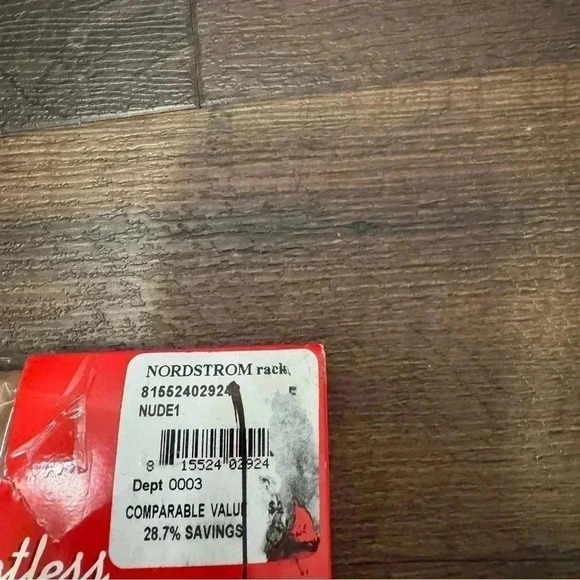 NORDSTROM rack
81552402924
NUDE1
8 15524 02924
Dept 0003
COMPARABLE VALUE
28.7% SAVINGS